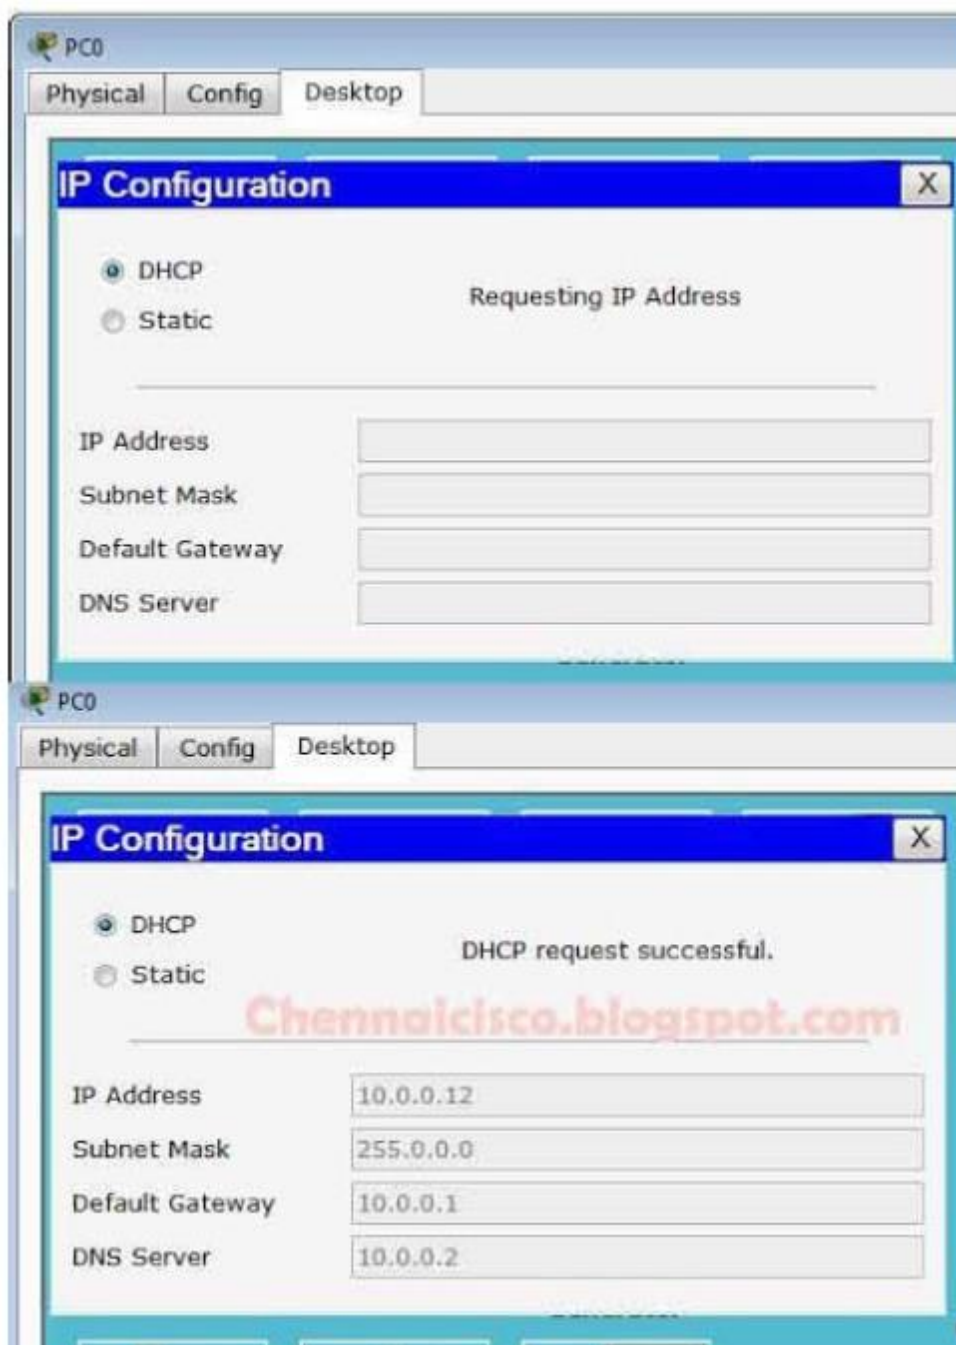 PC0
Physical Config Desktop
IP Configuration X
DHCP
Requesting IP Address
Static
IP Address
Subnet Mask
Default Gateway
DNS Server
PC0
Physical Config Desktop
IP Configuration X
DHCP
DHCP request successful.
Static
Chennaicisco.blogspot.com
IP Address 10.0.0.12
Subnet Mask 255.0.0.0
Default Gateway 10.0.0.1
DNS Server 10.0.0.2